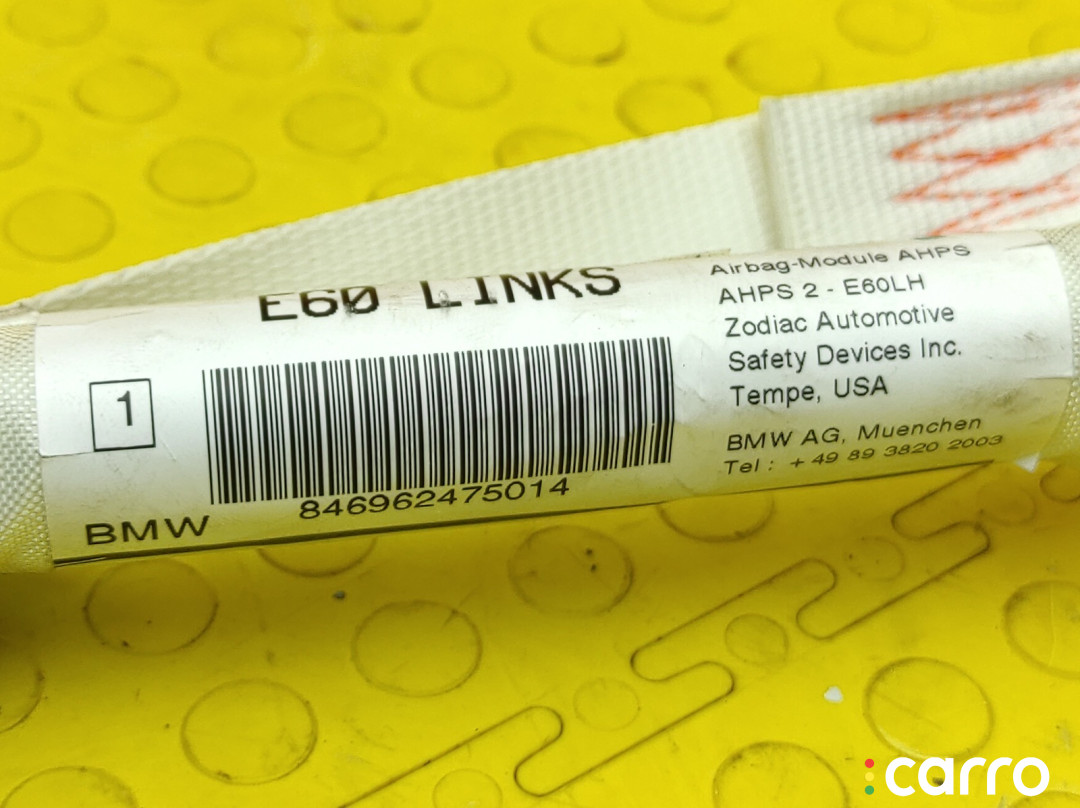 E60 LINKS
1
846962475014
BMW
Airbag-Module AHPS
AHPS 2 - E60LH
Zodiac Automotive
Safety Devices Inc.
Tempe, USA
BMW AG, Muenchen
Tel : +49 89 3820 2003
carro